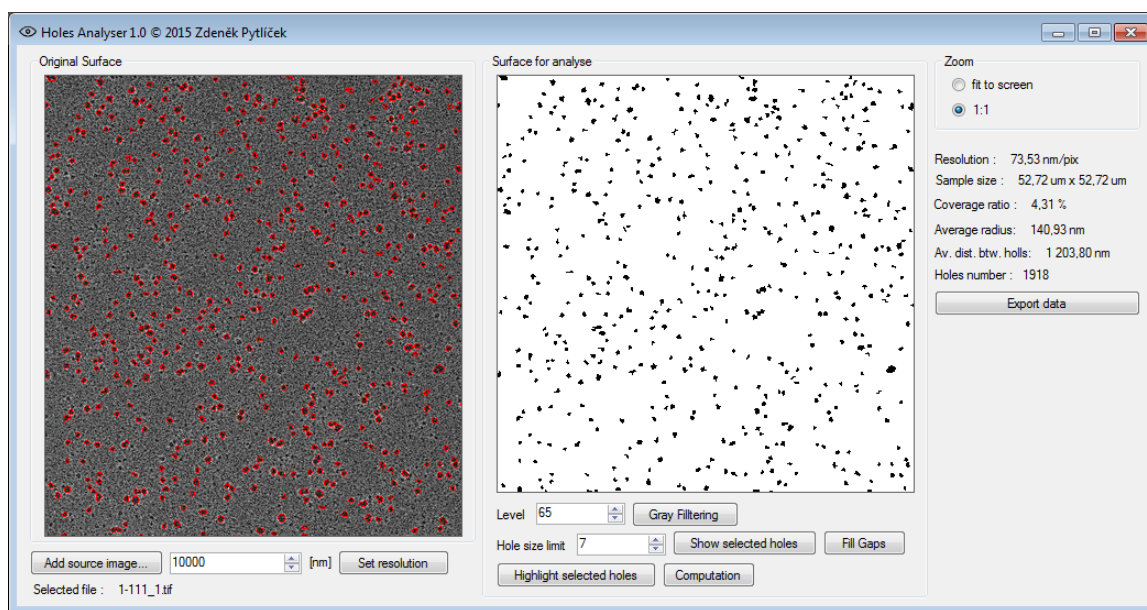 Holes Analyser 1.0 © 2015 Zdeněk Pytlíček
Original Surface
Surface for analyse
Zoom
fit to screen
1:1
Resolution : 73,53 nm/pix
Sample size : 52,72 um x 52,72 um
Coverage ratio : 4,31 %
Average radius: 140,93 nm
Av. dist. btw. holls: 1 203,80 nm
Holes number : 1918
Export data
Level 65 Gray Filltering
Hole size limit 7 Show selected holes Fill Gaps
Highlight selected holes Computation
Add source image... 10000 [nm] Set resolution
Selected file : 1-111_1.tif